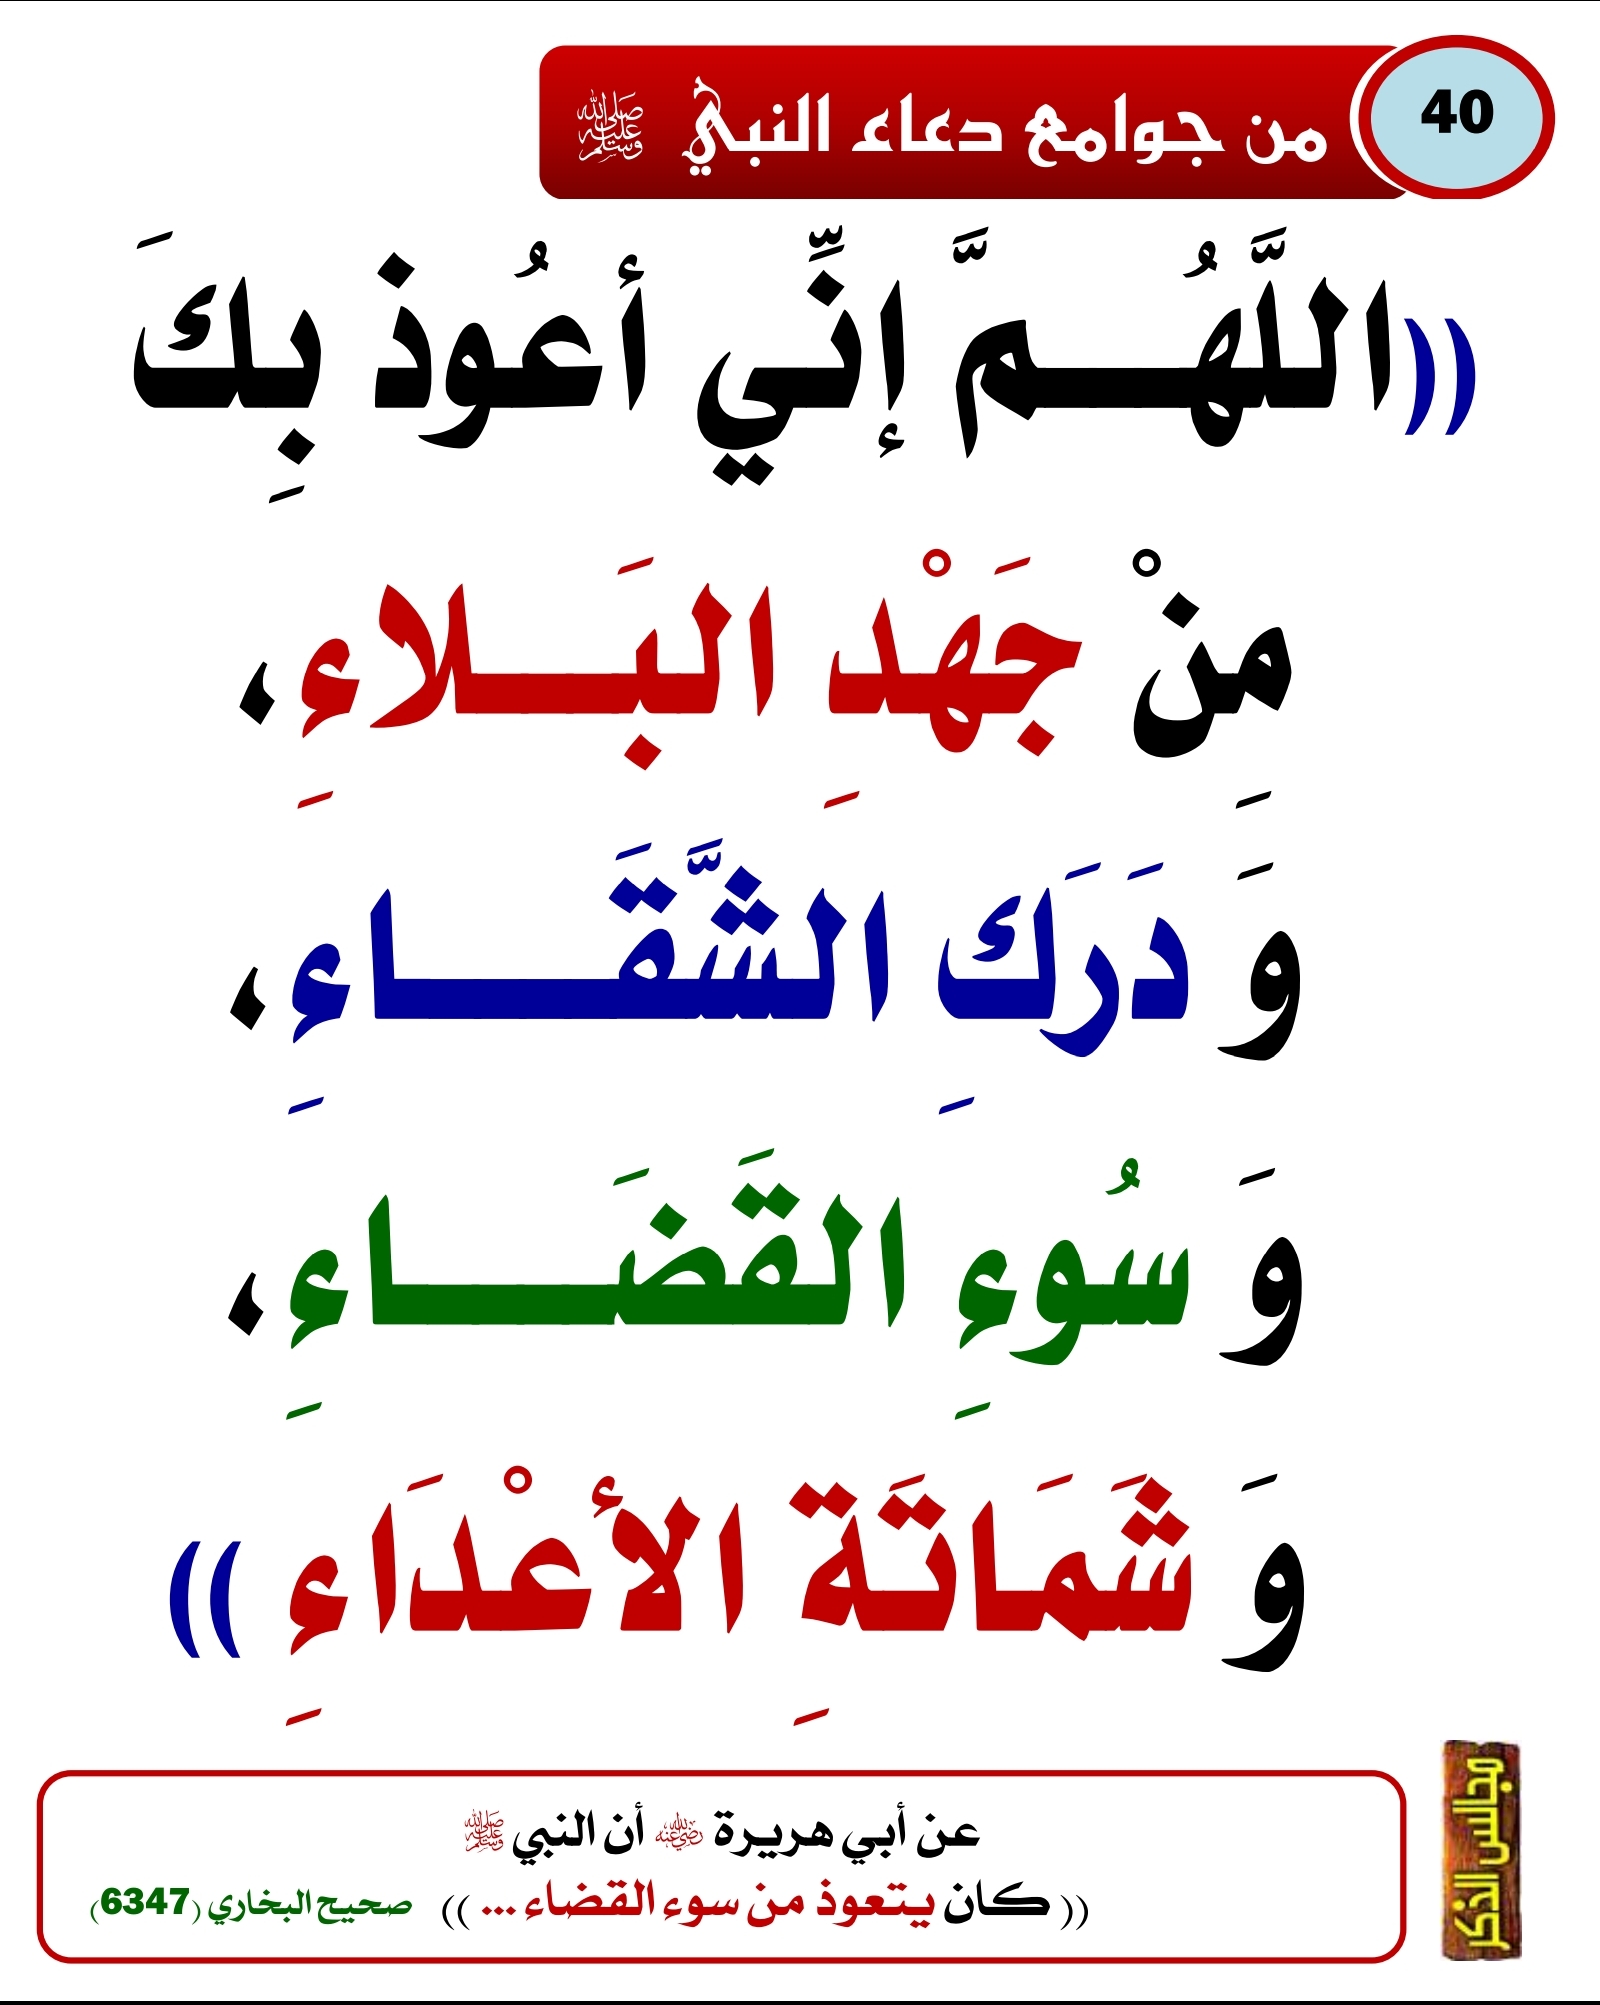 40
من جوامع دعاء النبي ﷺ
((اللَّهُـــمَّ إنِّي أعُوذ بِكَ
مِنْ جَهْدِ البَـــلاءِ،
وَ دَرَكِ الشَّقَـــاءِ،
وَ سُوءِ القَضَـــاءِ،
وَ شَمَاتَةِ الأعْدَاءِ ))
عن أبي هريرة رضي الله عنه أن النبي ﷺ
(( كان يتعوذ من سوء القضاء ... )) صحيح البخاري (6347)
مجالس الذكر